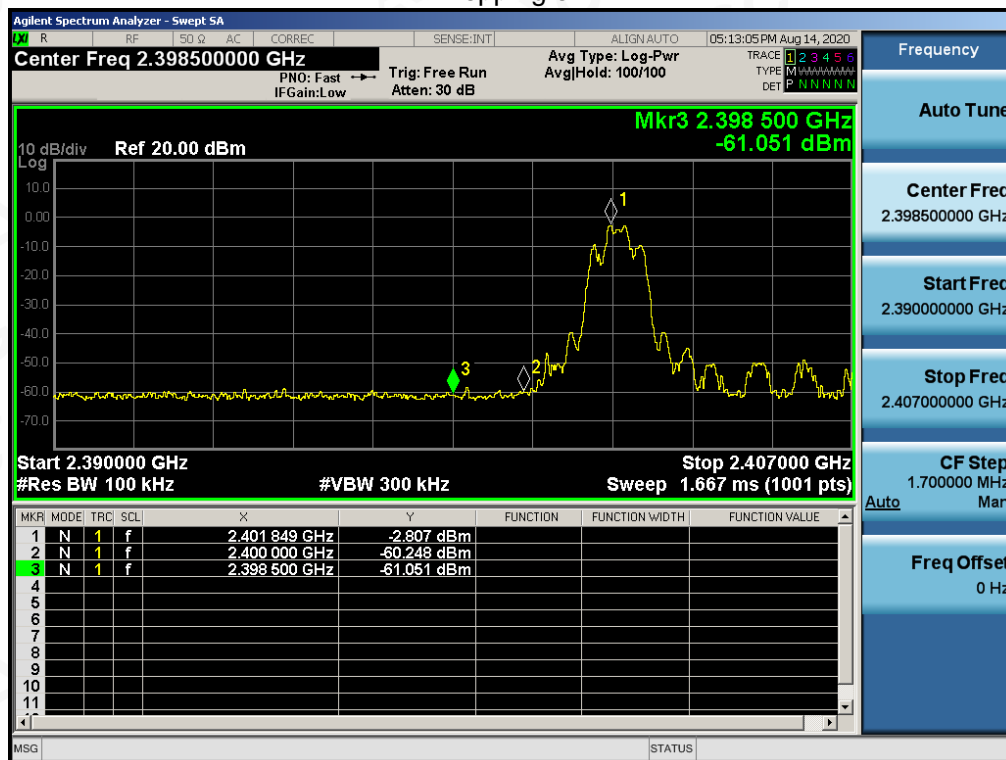 Agilent Spectrum Analyzer - Swept SA
LXI R RF 50 Ω AC CORREC SENSE:INT ALIGN AUTO 05:13:05 PM Aug 14, 2020
Center Freq 2.398500000 GHz
PNO: Fast
IFGain:Low
Trig: Free Run
Atten: 30 dB
Avg Type: Log-Pwr
Avg|Hold: 100/100
TRACE 1 2 3 4 5 6
TYPE M
DET P N N N N N
Mkr3 2.398 500 GHz
-61.051 dBm
10 dB/div Ref 20.00 dBm
Log
10.0
0.00
-10.0
-20.0
-30.0
-40.0
-50.0
-60.0
-70.0
1
2
3
Start 2.390000 GHz Stop 2.407000 GHz
#Res BW 100 kHz #VBW 300 kHz Sweep 1.667 ms (1001 pts)
MKR MODE TRC SCL X Y FUNCTION FUNCTION WIDTH FUNCTION VALUE
1 N 1 f 2.401 849 GHz -2.807 dBm
2 N 1 f 2.400 000 GHz -60.248 dBm
3 N 1 f 2.398 500 GHz -61.051 dBm
4
5
6
7
8
9
10
11
MSG STATUS
Frequency
Auto Tune
Center Freq
2.398500000 GHz
Start Freq
2.390000000 GHz
Stop Freq
2.407000000 GHz
CF Step
1.700000 MHz
Auto Man
Freq Offset
0 Hz